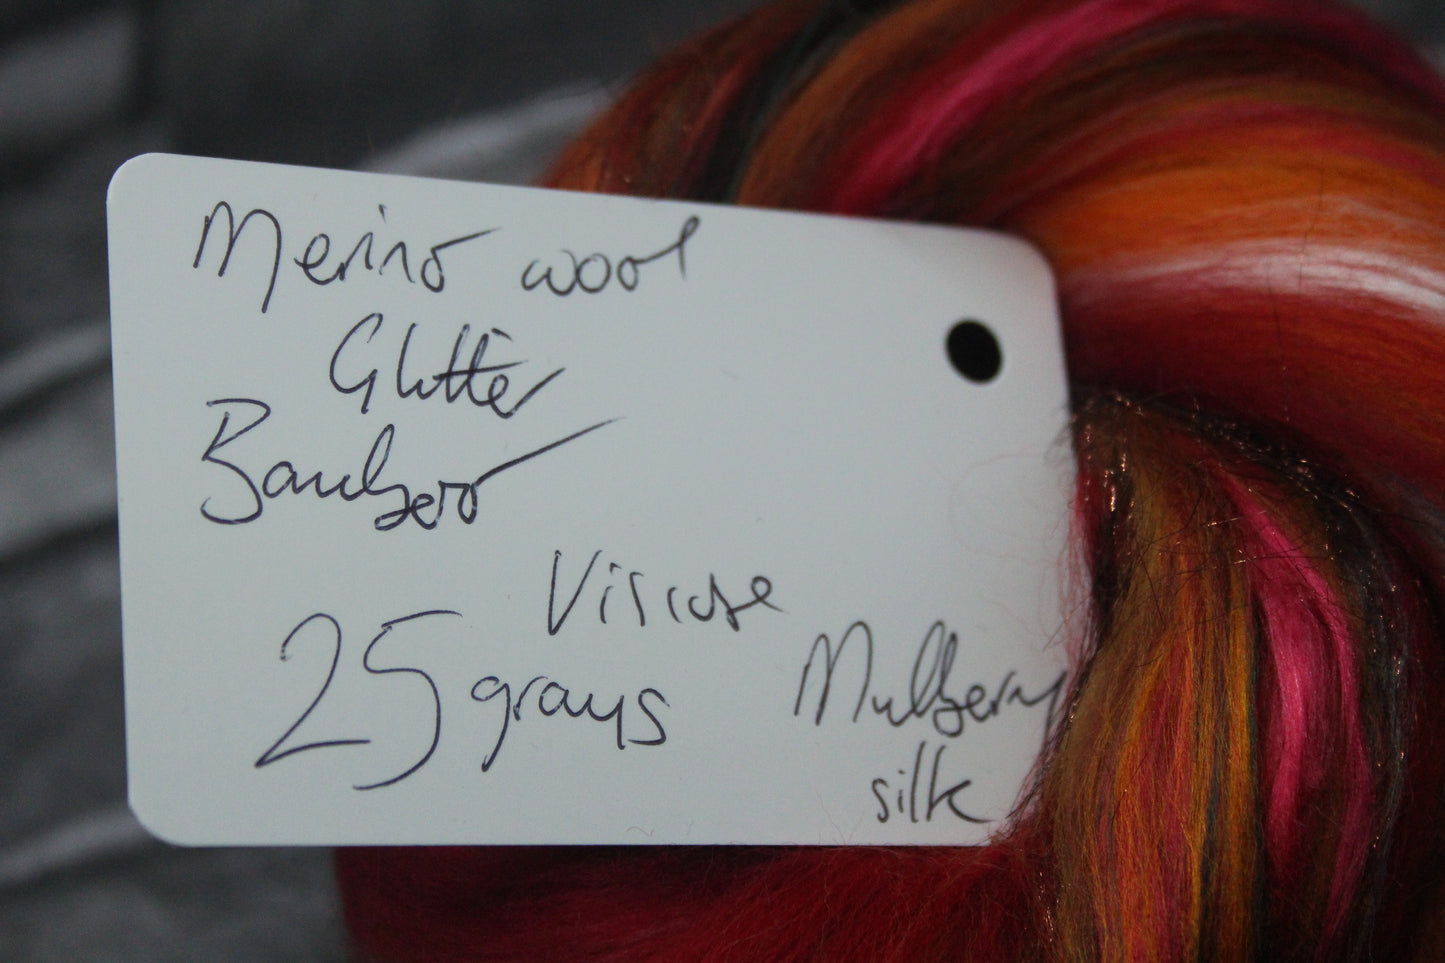 Merino wool
Glitter
Bamboo
Viscose
25 grams
Mulberry
silk